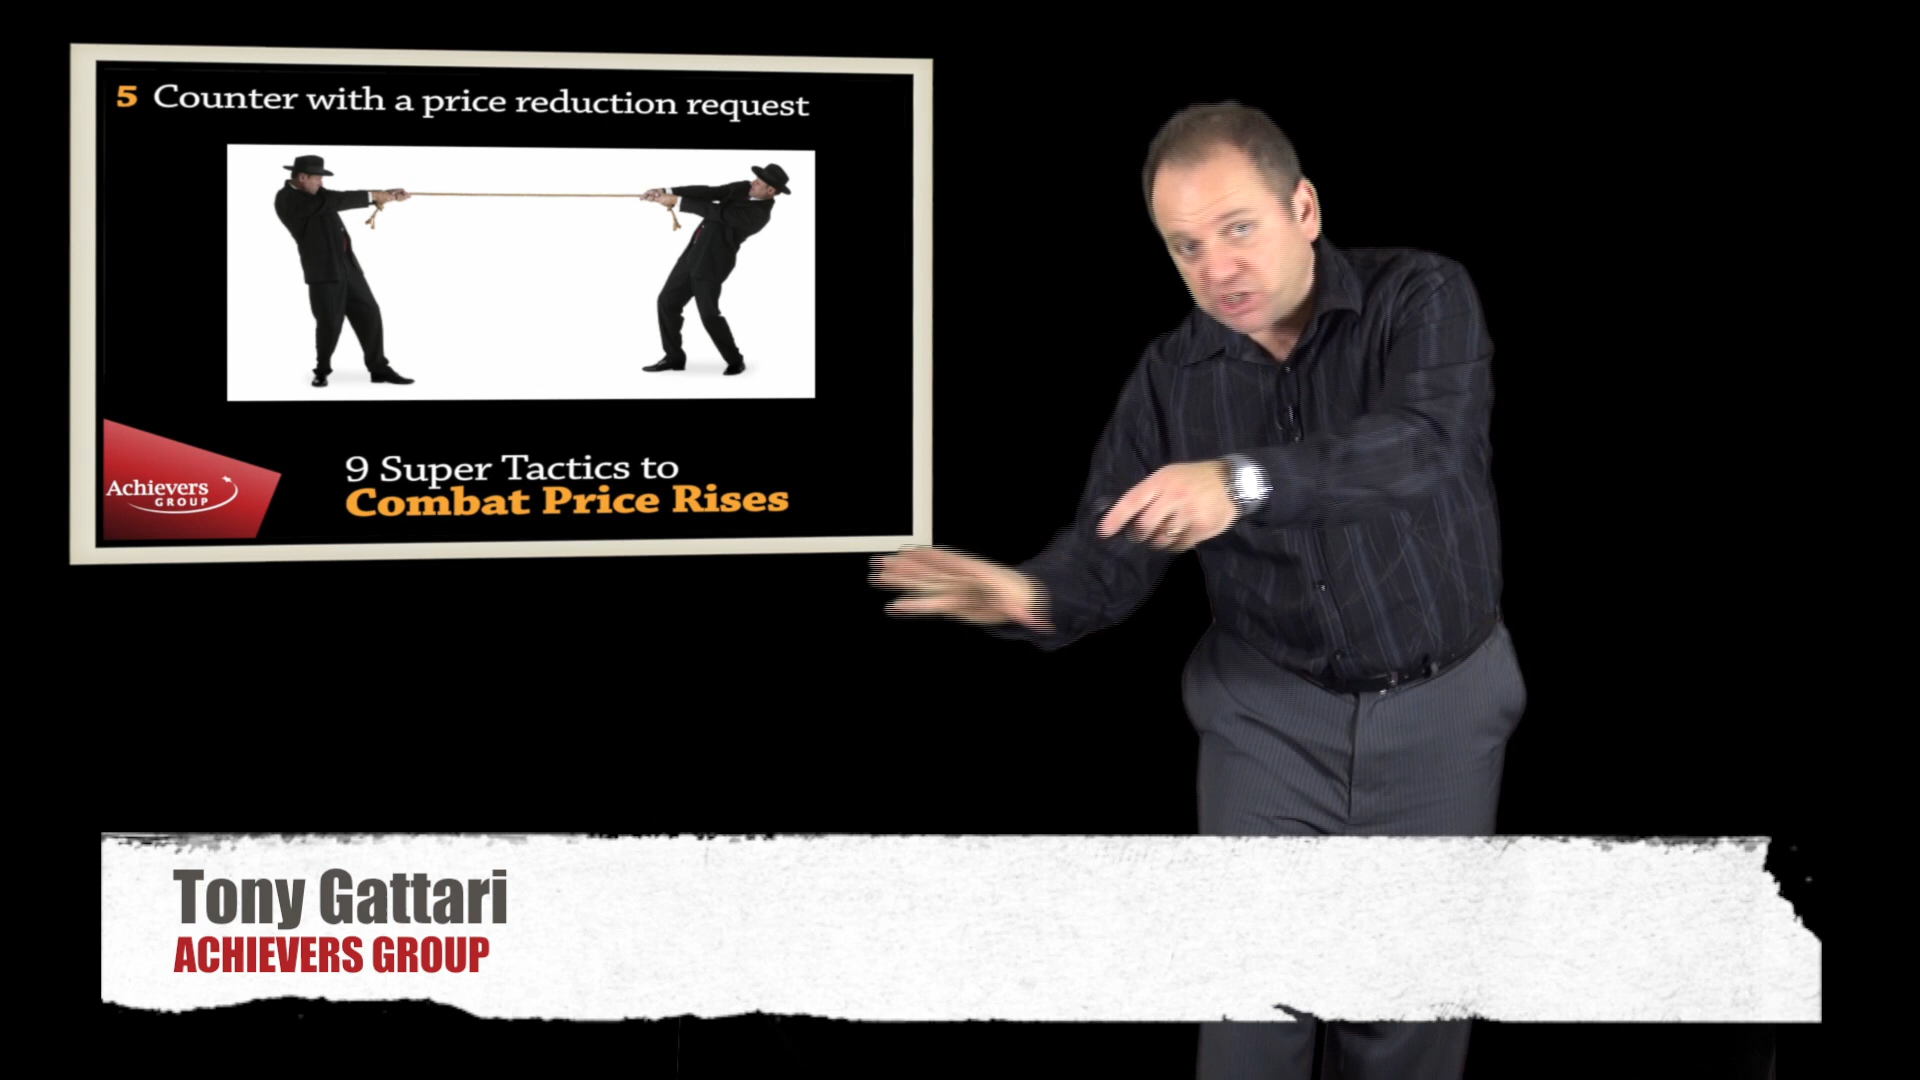 5 Counter with a price reduction request
Achievers
GROUP
9 Super Tactics to
Combat Price Rises
Tony Gattari
ACHIEVERS GROUP